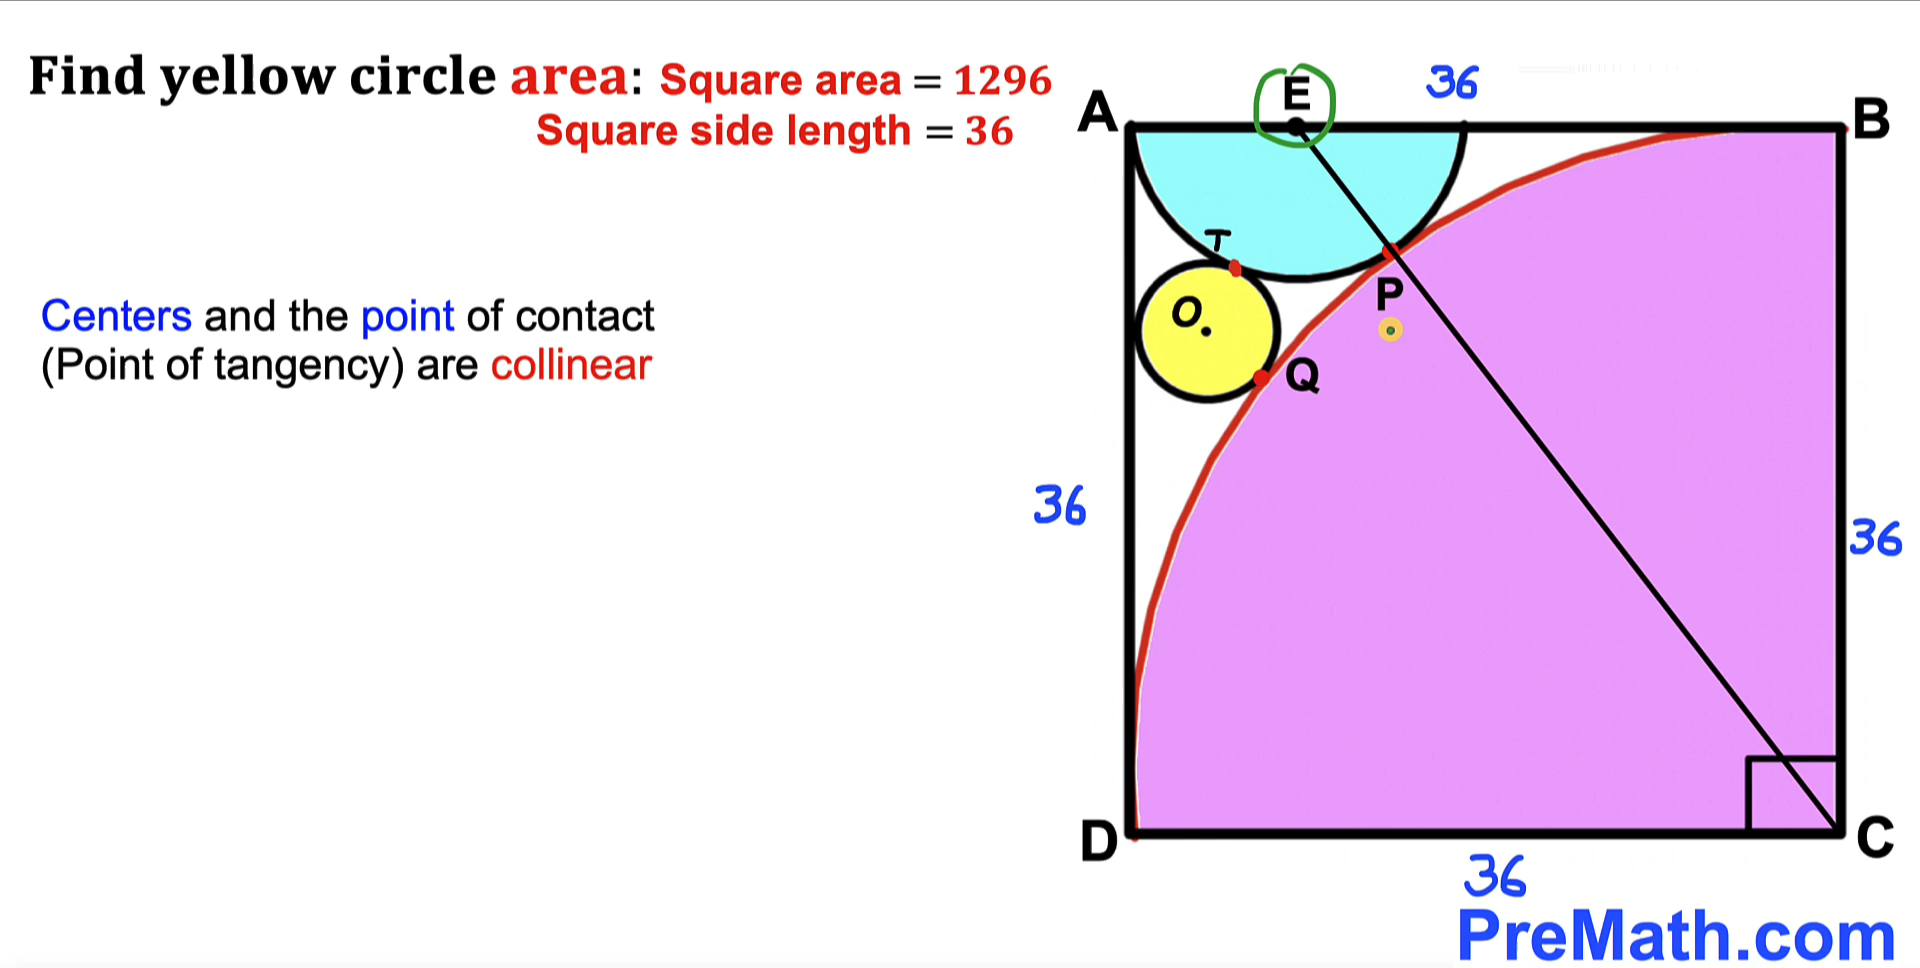 Find yellow circle area: Square area = 1296
Square side length = 36
Centers and the point of contact
(Point of tangency) are collinear
E
36
A
B
T
O.
P
Q
36
36
D
C
36
PreMath.com